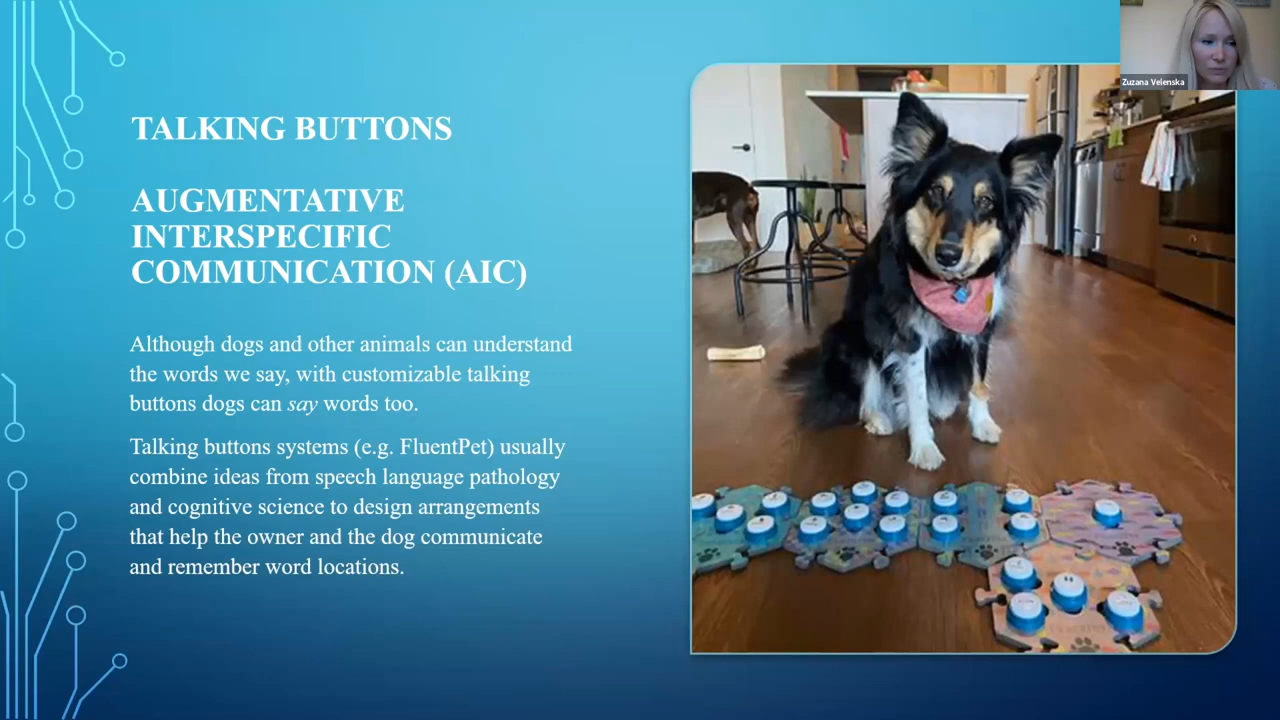 Zuzana Velenska
TALKING BUTTONS
AUGMENTATIVE
INTERSPECIFIC
COMMUNICATION (AIC)
Although dogs and other animals can understand
the words we say, with customizable talking
buttons dogs can say words too.
Talking buttons systems (e.g. FluentPet) usually
combine ideas from speech language pathology
and cognitive science to design arrangements
that help the owner and the dog communicate
and remember word locations.